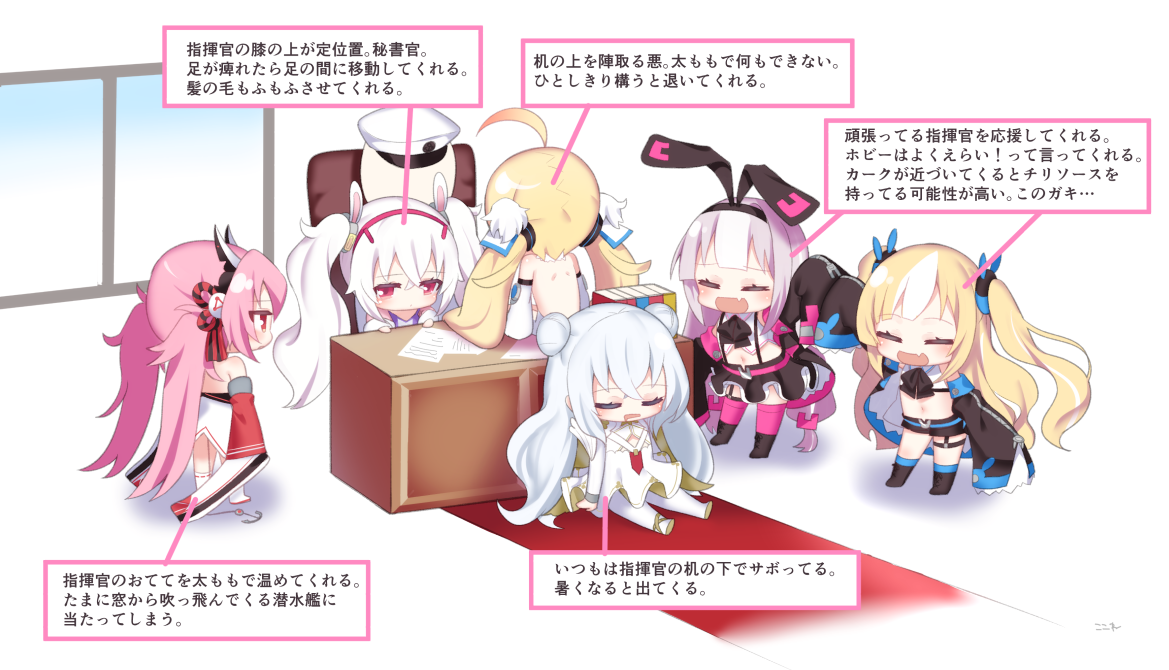 指揮官の膝の上が定位置。秘書官。
足が痺れたら足の間に移動してくれる。
髪の毛もふもふさせてくれる。
机の上を陣取る悪。太ももで何もできない。
ひとしきり構うと退いてくれる。
頑張ってる指揮官を応援してくれる。
ホビーはよくえらい！って言ってくれる。
カークが近づいてくるとチリソースを
持ってる可能性が高い。このガキ…
指揮官のおててを太ももで温めてくれる。
たまに窓から吹っ飛んでくる潜水艦に
当たってしまう。
いつもは指揮官の机の下でサボってる。
暑くなると出てくる。